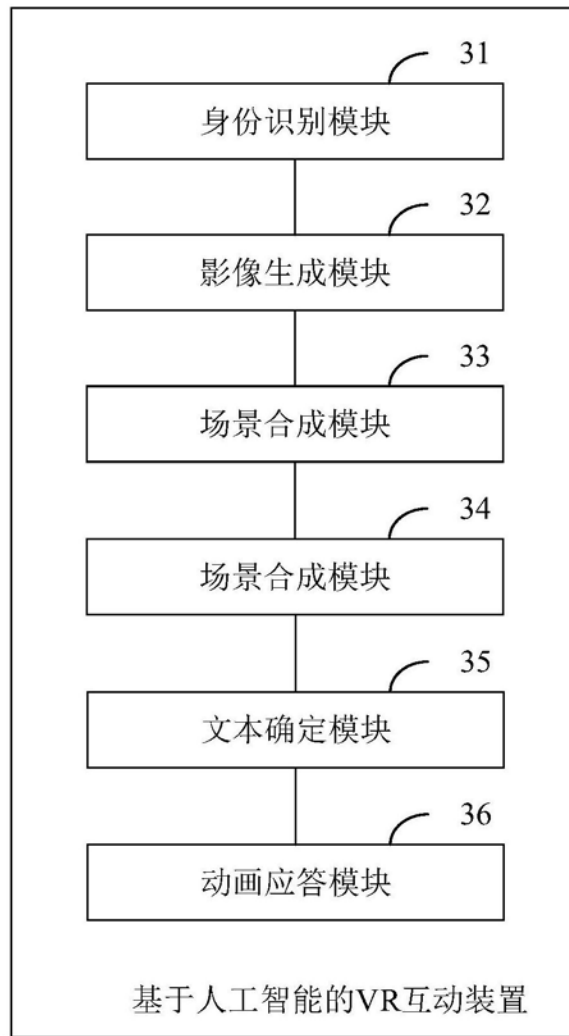 31
身份识别模块
32
影像生成模块
33
场景合成模块
34
场景合成模块
35
文本确定模块
36
动画应答模块
基于人工智能的VR互动装置